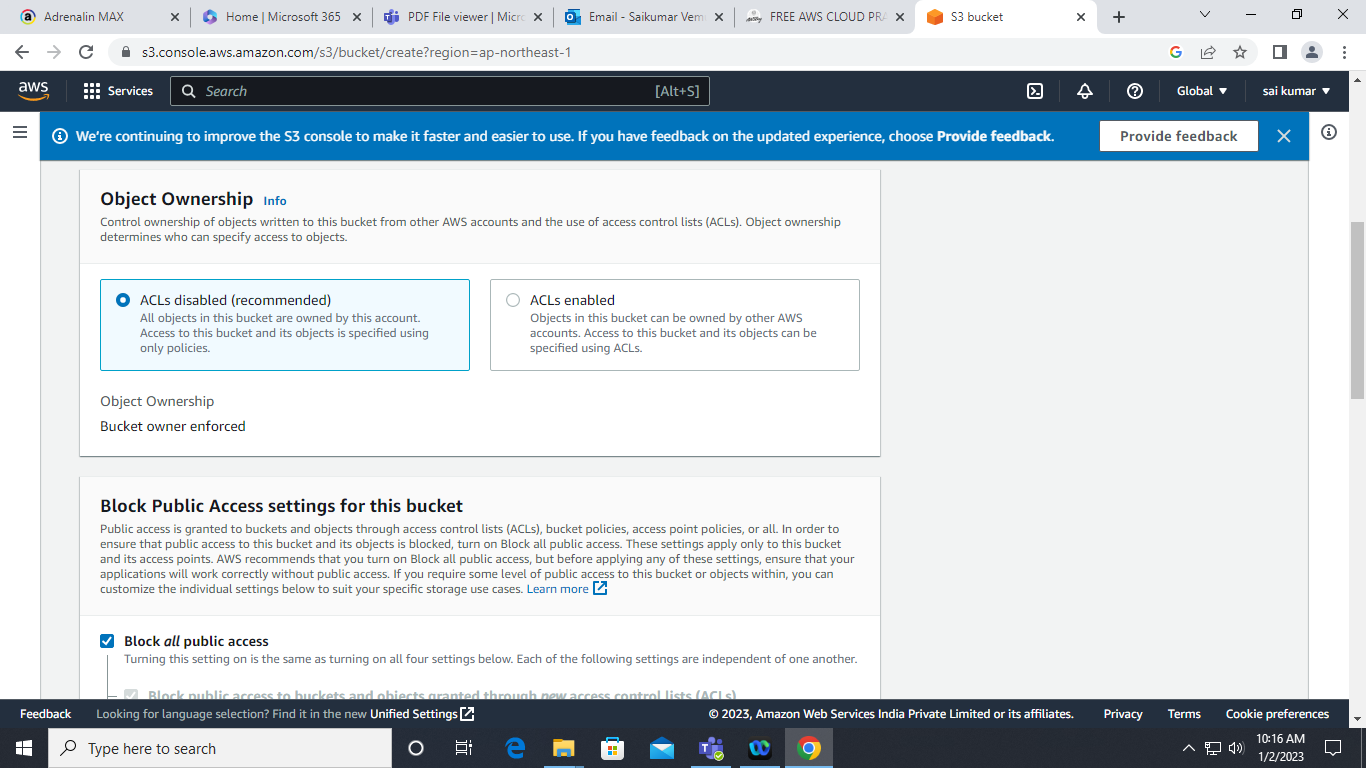 Adrenalin MAX
Home | Microsoft 365
PDF File viewer | Micro
Email - Saikumar Vem
FREE AWS CLOUD PRA
S3 bucket
s3.console.aws.amazon.com/s3/bucket/create?region=ap-northeast-1
aws
Services
Search
[Alt+S]
Global
sai kumar
We're continuing to improve the S3 console to make it faster and easier to use. If you have feedback on the updated experience, choose Provide feedback.
Provide feedback
Object Ownership Info
Control ownership of objects written to this bucket from other AWS accounts and the use of access control lists (ACLs). Object ownership
determines who can specify access to objects.
ACLs disabled (recommended)
All objects in this bucket are owned by this account.
Access to this bucket and its objects is specified using
only policies.
ACLs enabled
Objects in this bucket can be owned by other AWS
accounts. Access to this bucket and its objects can be
specified using ACLs.
Object Ownership
Bucket owner enforced
Block Public Access settings for this bucket
Public access is granted to buckets and objects through access control lists (ACLs), bucket policies, access point policies, or all. In order to
ensure that public access to this bucket and its objects is blocked, turn on Block all public access. These settings apply only to this bucket
and its access points. AWS recommends that you turn on Block all public access, but before applying any of these settings, ensure that your
applications will work correctly without public access. If you require some level of public access to this bucket or objects within, you can
customize the individual settings below to suit your specific storage use cases. Learn more
Block all public access
Turning this setting on is the same as turning on all four settings below. Each of the following settings are independent of one another.
Block public access to buckets and objects granted through new access control lists (ACLs)
Feedback
Looking for language selection? Find it in the new Unified Settings
© 2023, Amazon Web Services India Private Limited or its affiliates.
Privacy
Terms
Cookie preferences
Type here to search
10:16 AM
1/2/2023